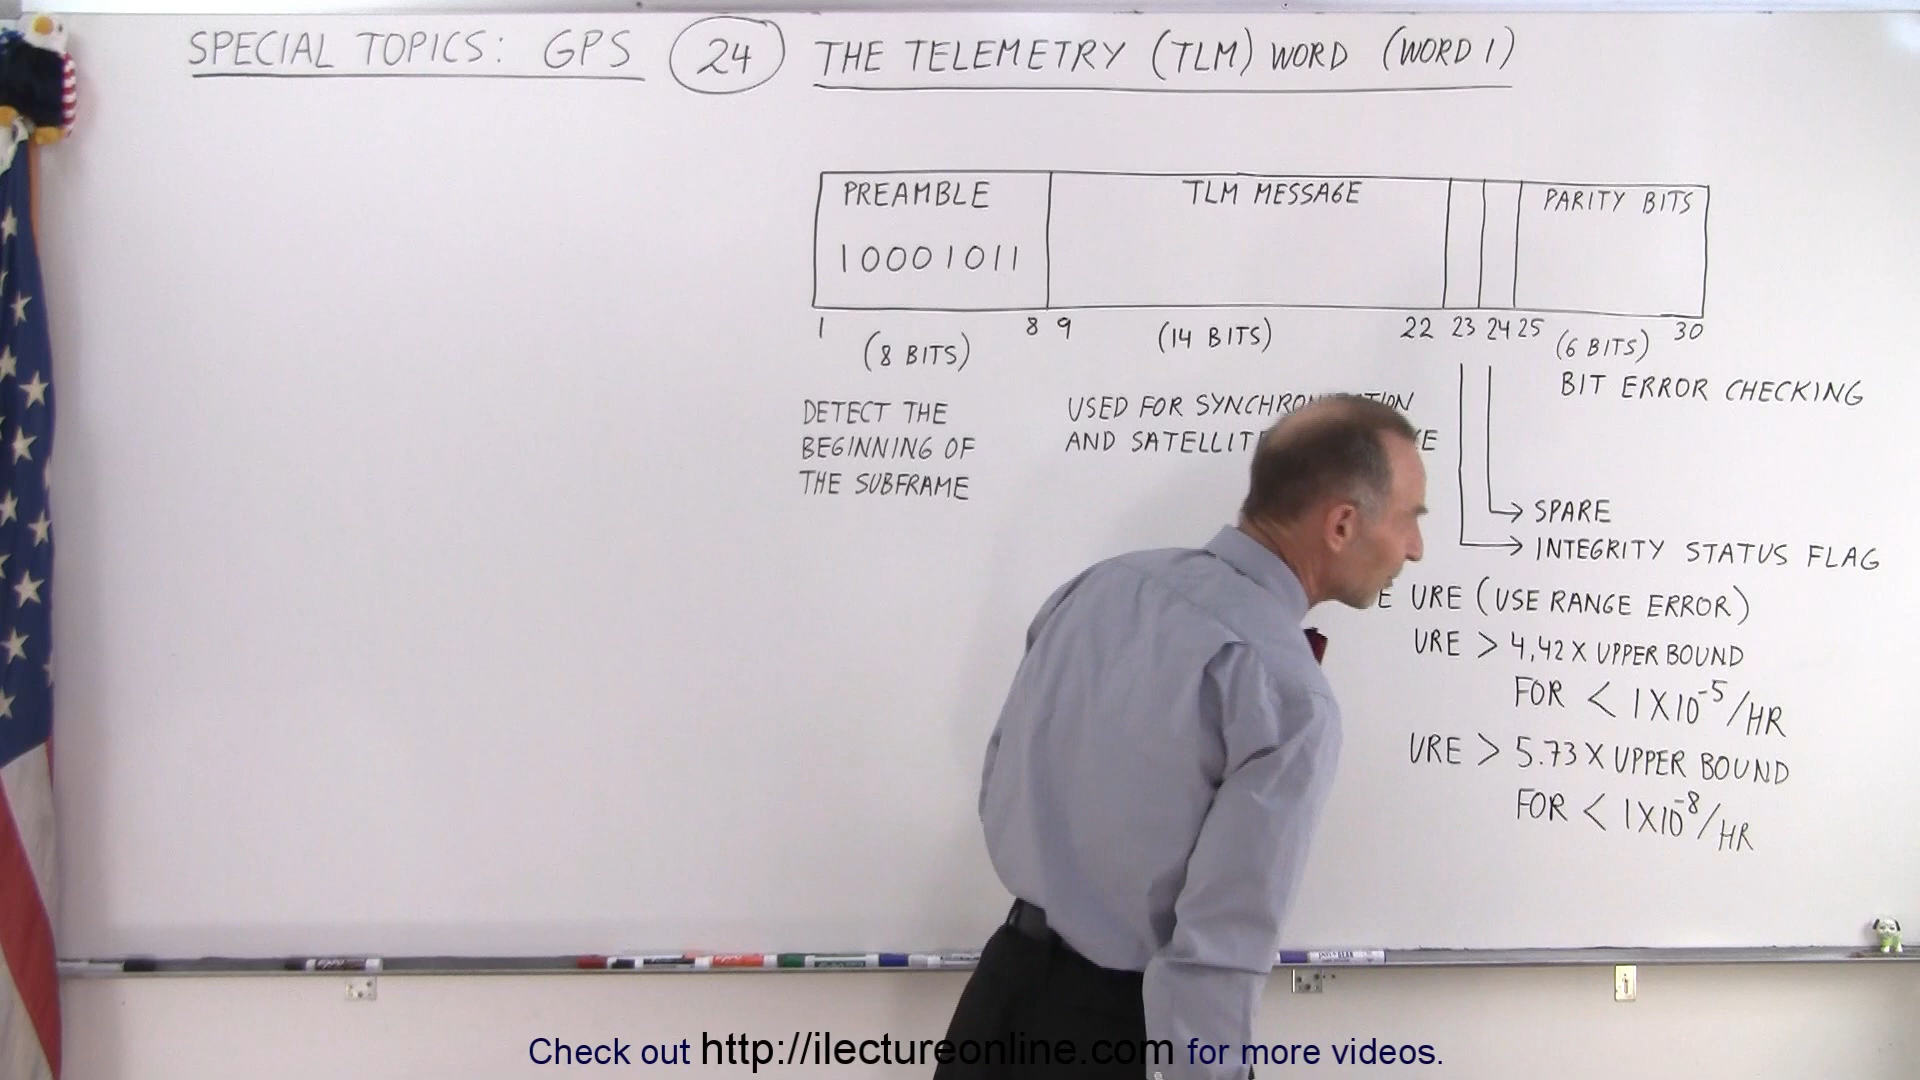 SPECIAL TOPICS: GPS 24 THE TELEMETRY (TLM) WORD (WORD 1)
PREAMBLE TLM MESSAGE PARITY BITS
10001011
1 8 9 22 23 24 25 30
(8 BITS) (14 BITS) (6 BITS)
BIT ERROR CHECKING
DETECT THE
BEGINNING OF
THE SUBFRAME
USED FOR
AND SATELLITE
SPARE
INTEGRITY STATUS FLAG
URE (USE RANGE ERROR)
URE > 4,42 X UPPER BOUND
FOR < 1X10⁻⁵/HR
URE > 5.73 X UPPER BOUND
FOR < 1X10⁻⁸/HR
Check out http://ilectureonline.com for more videos.